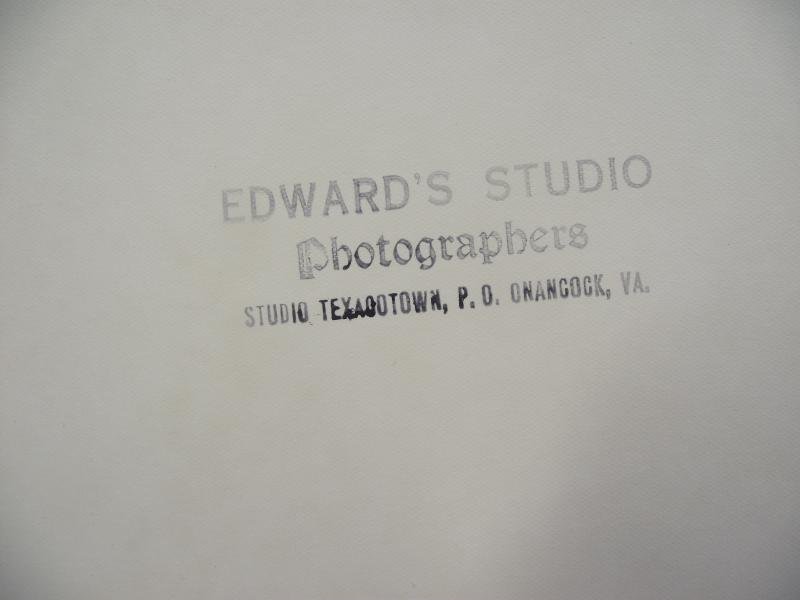 EDWARD'S STUDIO
Photographers
STUDIO TEXACOTOWN, P. O. ONANCOCK, VA.